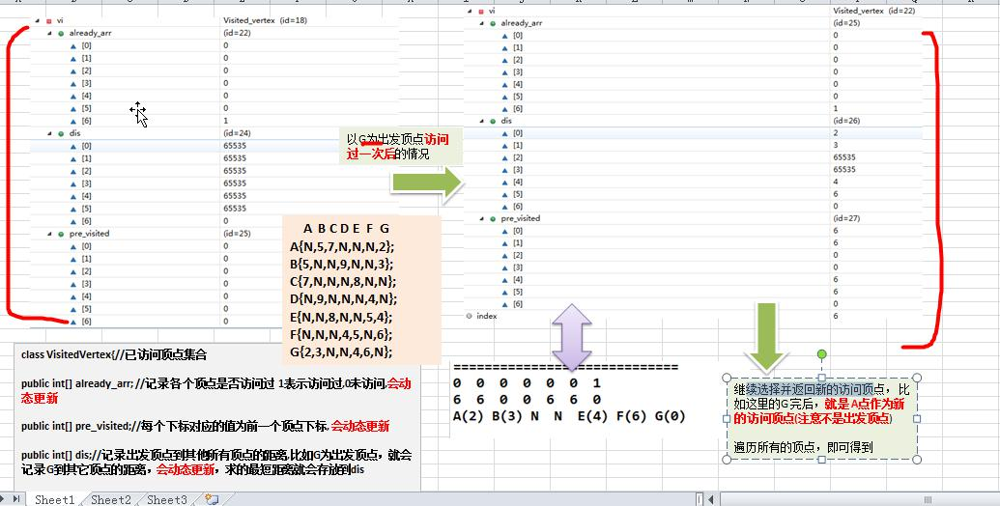 vi Visited_vertex (id=18)
already_arr (id=22)
[0] 0
[1] 0
[2] 0
[3] 0
[4] 0
[5] 0
[6] 1
dis (id=24)
[0] 65535
[1] 65535
[2] 65535
[3] 65535
[4] 65535
[5] 65535
[6] 0
pre_visited (id=25)
[0] 0
[1] 0
[2] 0
[3] 0
[4] 0
[5] 0
[6] 0
vi Visited_vertex (id=22)
already_arr (id=25)
[0] 0
[1] 0
[2] 0
[3] 0
[4] 0
[5] 0
[6] 1
dis (id=26)
[0] 2
[1] 3
[2] 65535
[3] 65535
[4] 4
[5] 6
[6] 0
pre_visited (id=27)
[0] 6
[1] 6
[2] 0
[3] 0
[4] 6
[5] 6
[6] 0
index 6
以G为出发顶点访问
过一次后的情况
A B C D E F G
A{N,5,7,N,N,N,2};
B{5,N,N,9,N,N,3};
C{7,N,N,N,8,N,N};
D{N,9,N,N,N,4,N};
E{N,N,8,N,N,5,4};
F{N,N,N,4,5,N,6};
G{2,3,N,N,4,6,N};
class VisitedVertex{//已访问顶点集合
public int[] already_arr; //记录各个顶点是否访问过 1表示访问过,0未访问,会动
态更新
public int[] pre_visited;//每个下标对应的值为前一个顶点下标, 会动态更新
public int[] dis;//记录出发顶点到其他所有顶点的距离,比如G为出发顶点，就会
记录G到其它顶点的距离，会动态更新，求的最短距离就会存放到dis
==============================
0 0 0 0 0 0 1
6 6 0 0 6 6 0
A(2) B(3) N N E(4) F(6) G(0)
继续选择并返回新的访问顶点，比
如这里的G 完后，就是 A点作为新
的访问顶点(注意不是出发顶点)
遍历所有的顶点，即可得到
Sheet1 Sheet2 Sheet3